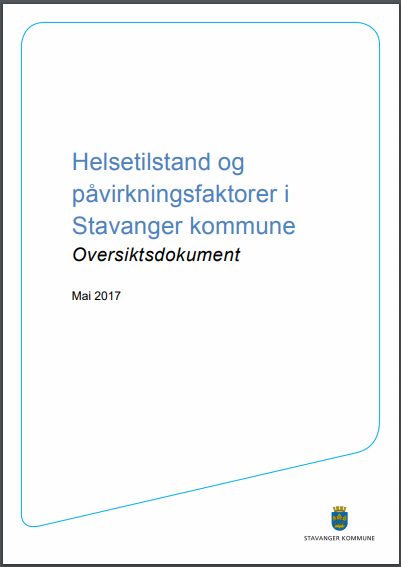 Helsetilstand og
påvirkningsfaktorer i
Stavanger kommune
Oversiktsdokument
Mai 2017
STAVANGER KOMMUNE